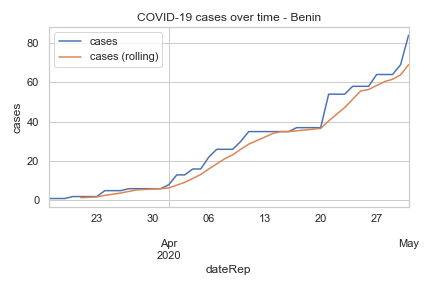 COVID-19 cases over time - Benin
cases
cases (rolling)
80
60
40
20
0
cases
23
30
06
13
20
27
Apr
2020
May
dateRep